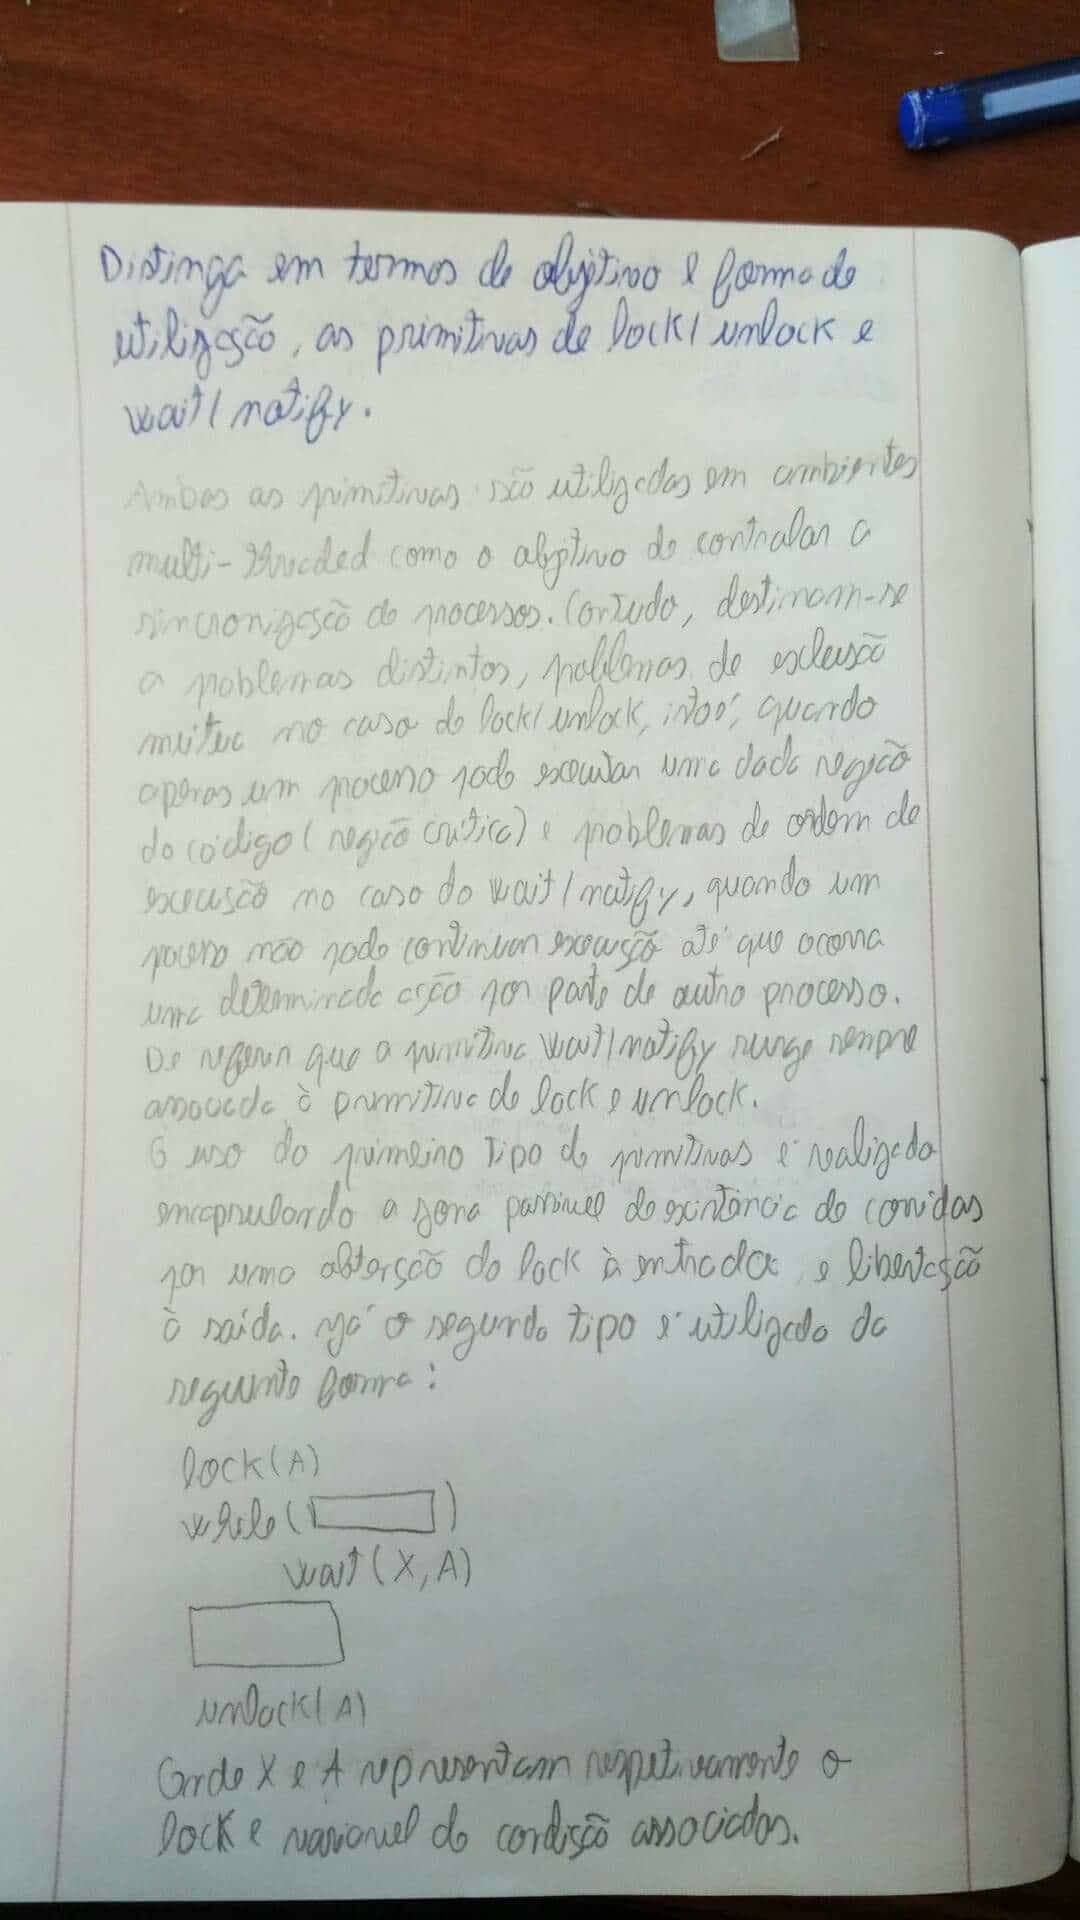 Distinga em termos de objetivo e forma de
utilização, as primitivas de lock/unlock e
wait/notify.
Ambas as primitivas são utilizadas em ambientes
multi-threaded como o objetivo de controlar a
sincronização de processos. Contudo, destinam-se
a problemas distintos, problemas de exclusão
mutua no caso do lock/unlock, isto é, quando
apenas um processo pode executar uma dada região
do código (região crítica) e problemas de ordem de
execução no caso do wait/notify, quando um
processo não pode continuar execução até que ocorra
uma determinada ação por parte de outro processo.
De referir que a primitiva wait/notify surge sempre
associada à primitiva de lock e unlock.
O uso do primeiro tipo de primitivas é realizado
encapsulando a zona passivel de existência de corridas
por uma obtenção do lock à entrada e libertação
à saída. Já o segundo tipo é utilizado da
seguinte forma:
lock(A)
while( )
wait(X,A)
unlock(A)
Onde X e A representam respetivamente o
lock e variavel de condição associados.